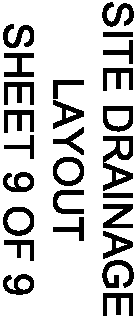 SITE DRAINAGE
LAYOUT
SHEET 9 OF 9